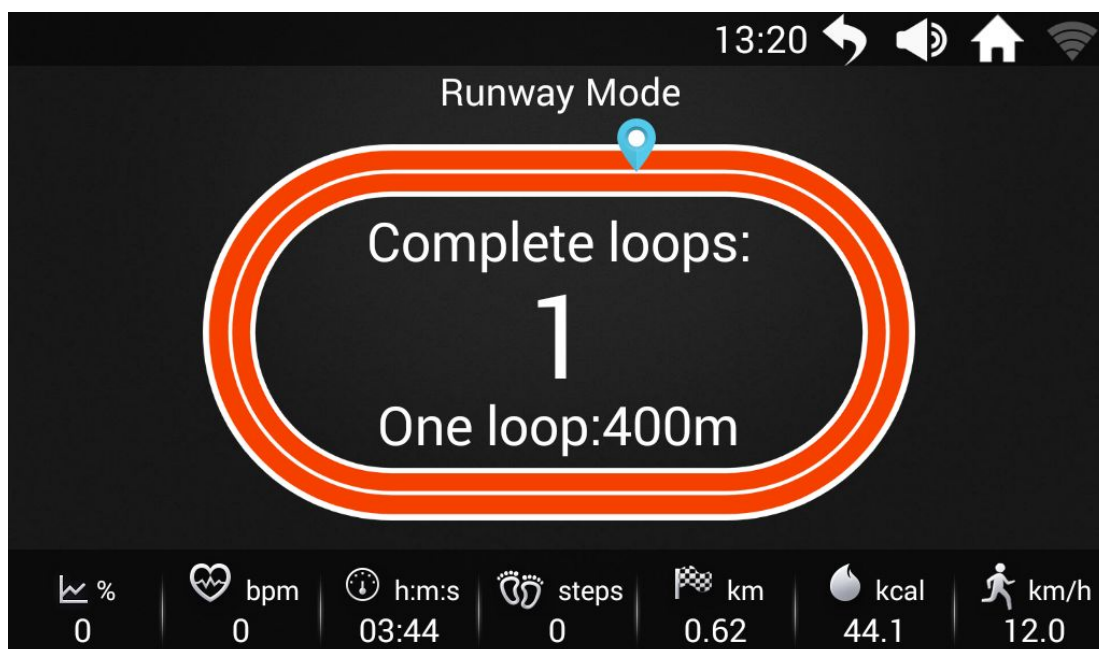 13:20
Runway Mode
Complete loops:
1
One loop:400m
% bpm h:m:s steps km kcal km/h
0 0 03:44 0 0.62 44.1 12.0